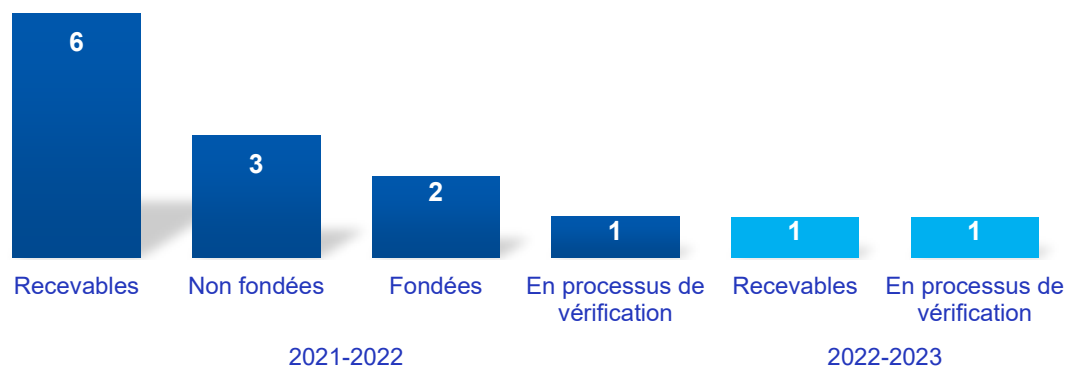 6
3
2
1
1
1
Recevables
Non fondées
Fondées
En processus de
vérification
Recevables
En processus de
vérification
2021-2022
2022-2023